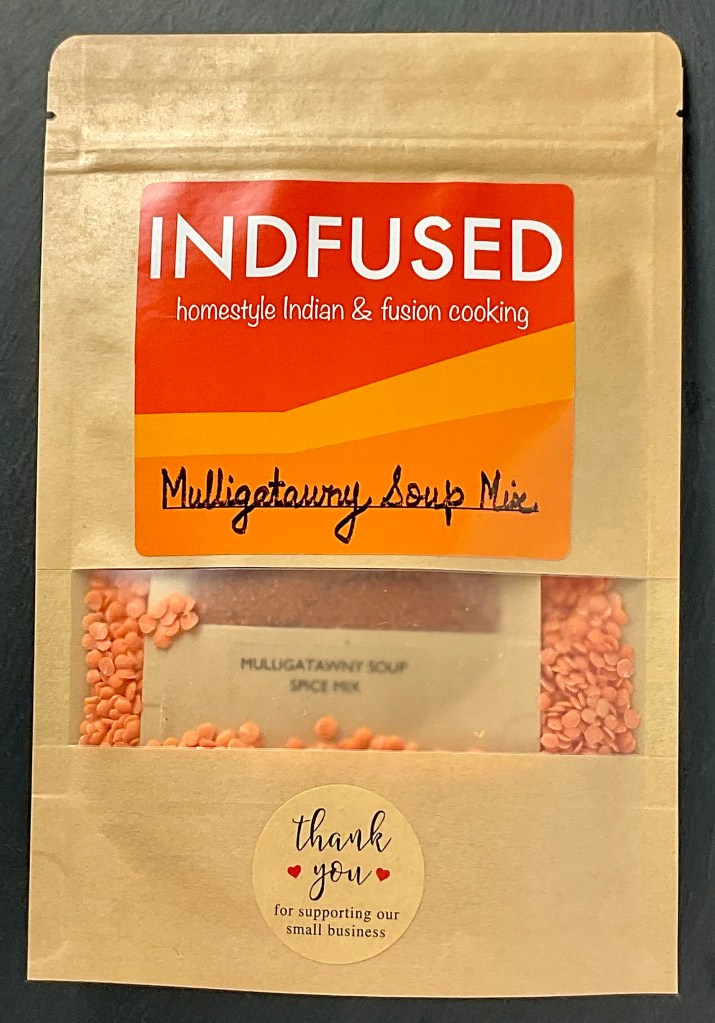 INDFUSED
homestyle Indian & fusion cooking
Mulligatawny Soup Mix
MULLIGATAWNY SOUP
SPICE MIX
thank
you
for supporting our
small business